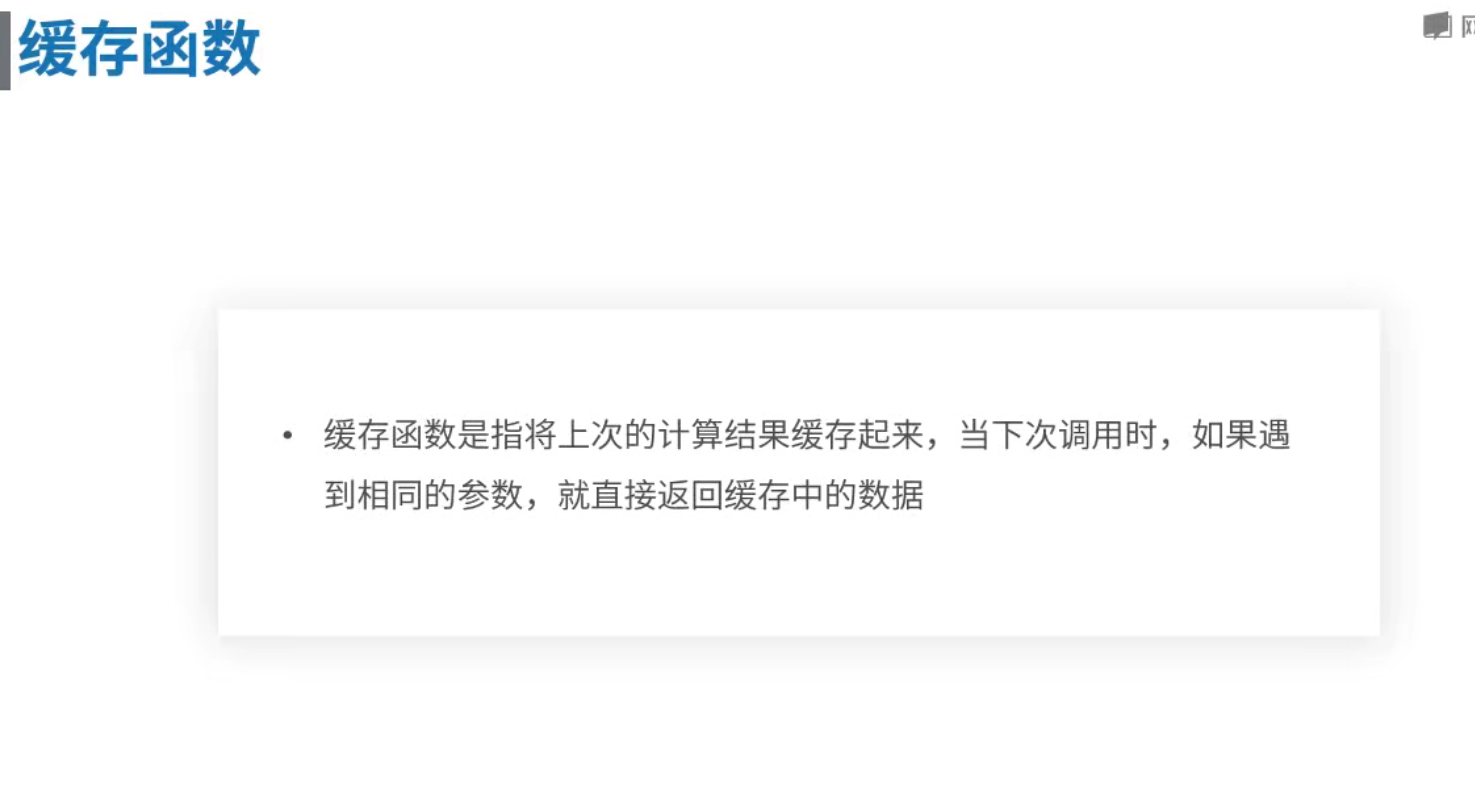 缓存函数
• 缓存函数是指将上次的计算结果缓存起来，当下次调用时，如果遇
到相同的参数，就直接返回缓存中的数据